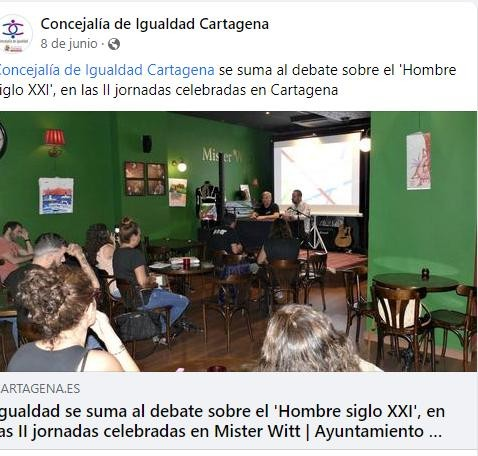 Concejalía de Igualdad Cartagena
8 de junio ·
Concejalía de Igualdad Cartagena se suma al debate sobre el 'Hombre
siglo XXI', en las II jornadas celebradas en Cartagena
Mister W
ARTAGENA.ES
gualdad se suma al debate sobre el 'Hombre siglo XXI', en
as II jornadas celebradas en Mister Witt | Ayuntamiento ...